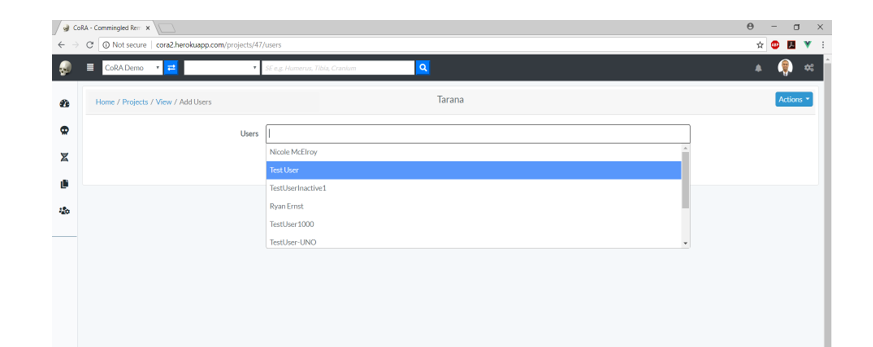 CoRA - Commingled Rem
Not secure | cora2.herokuapp.com/projects/47/users
CoRA Demo
SE e.g. Humerus, Tibia, Cranium
Home / Projects / View / Add Users
Tarana
Actions
Users
Nicole McElroy
Test User
TestUserInactive1
Ryan Ernst
TestUser1000
TestUser-UNO